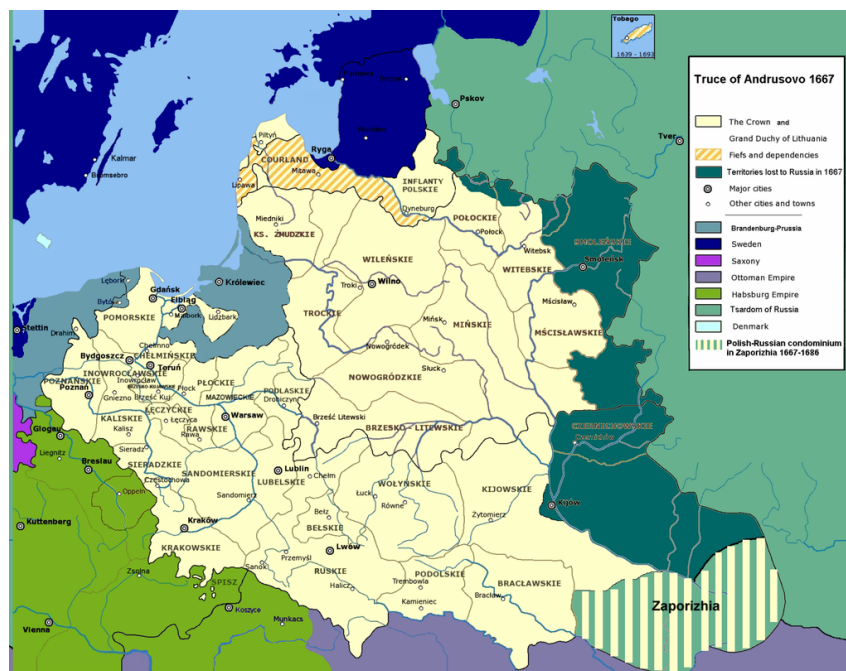 Tobago
1639 - 1693
Truce of Andrusovo 1667
The Crown and
Grand Duchy of Lithuania
Fiefs and dependencies
Territories lost to Russia in 1667
Major cities
Other cities and towns
Brandenburg-Prussia
Sweden
Saxony
Ottoman Empire
Habsburg Empire
Tsardom of Russia
Denmark
Polish-Russian condominium
in Zaporizhia 1667-1686
Pskov
Tver
Kalmar
Bromsebro
Piltyń
Ryga
COURLAND
Mitawa
Lipawa
INFLANTY
POLSKIE
Dyneburg
Miedniki
KS. ŻMUDZKIE
POŁOCKIE
Połock
Witebsk
WITEBSKIE
SMOLEŃSKIE
Smoleńsk
WILEŃSKIE
Troki
Wilno
Królewiec
Lębork
Bytów
Gdańsk
Elbląg
Malbork
Lidzbark
TROCKIE
Mińsk
MIŃSKIE
Mścisław
MŚCISŁAWSKIE
tettin
Drahim
POMORSKIE
Chełmno
Bydgoszcz
CHEŁMIŃSKIE
Toruń
Nowogródek
Słuck
NOWOGRÓDZKIE
INOWROCŁAWSKIE
Inowrocław
POZNAŃSKIE
Poznań
Gniezno
Brześć Kuj.
Płock
PŁOCKIE
MAZOWIECKIE
PODLASKIE
Drohiczyn
ŁĘCZYCKIE
Łęczyca
KALISKIE
Kalisz
RAWSKIE
Rawa
Warsaw
Brześć Litewski
BRZESKO - LITEWSKIE
CZERNIHOWSKIE
Czernichów
Glogau
Liegnitz
Breslau
Oppeln
Sieradz
SIERADZKIE
Częstochowa
SANDOMIERSKIE
Sandomierz
Lublin
LUBELSKIE
Chełm
WOŁYŃSKIE
Łuck
Równe
KIJOWSKIE
Żytomierz
Kijów
Kuttenberg
Kraków
KRAKOWSKIE
Bełz
BEŁSKIE
Lwów
Przemyśl
Sanok
RUSKIE
Halicz
Trembowla
PODOLSKIE
Kamieniec
BRACŁAWSKIE
Bracław
Zaporizhia
Zsolna
SPISZ
Koszyce
Munkacs
Vienna